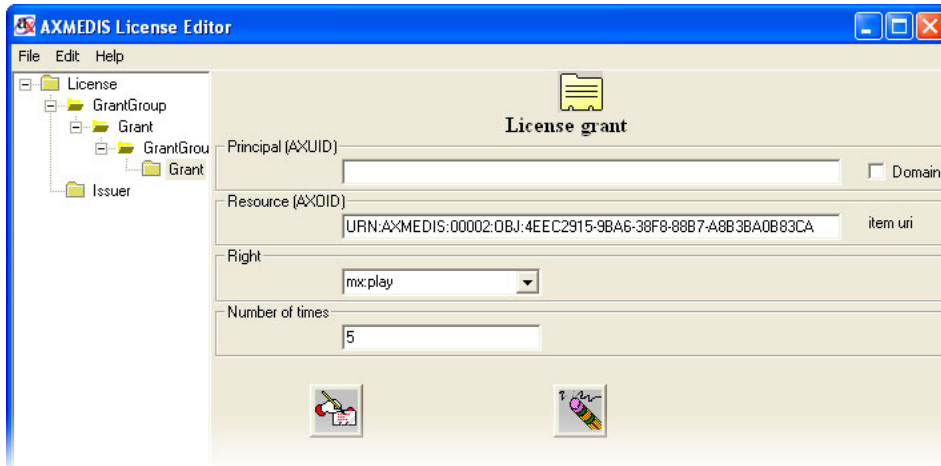 AXMEDIS License Editor
File Edit Help
License
GrantGroup
Grant
GrantGrou
Grant
Issuer
License grant
Principal (AXUID)
Domain
Resource (AXOID)
URN:AXMEDIS:00002:OBJ:4EEC2915-9BA6-38F8-88B7-A8B3BA0B83CA
item uri
Right
mx:play
Number of times
5